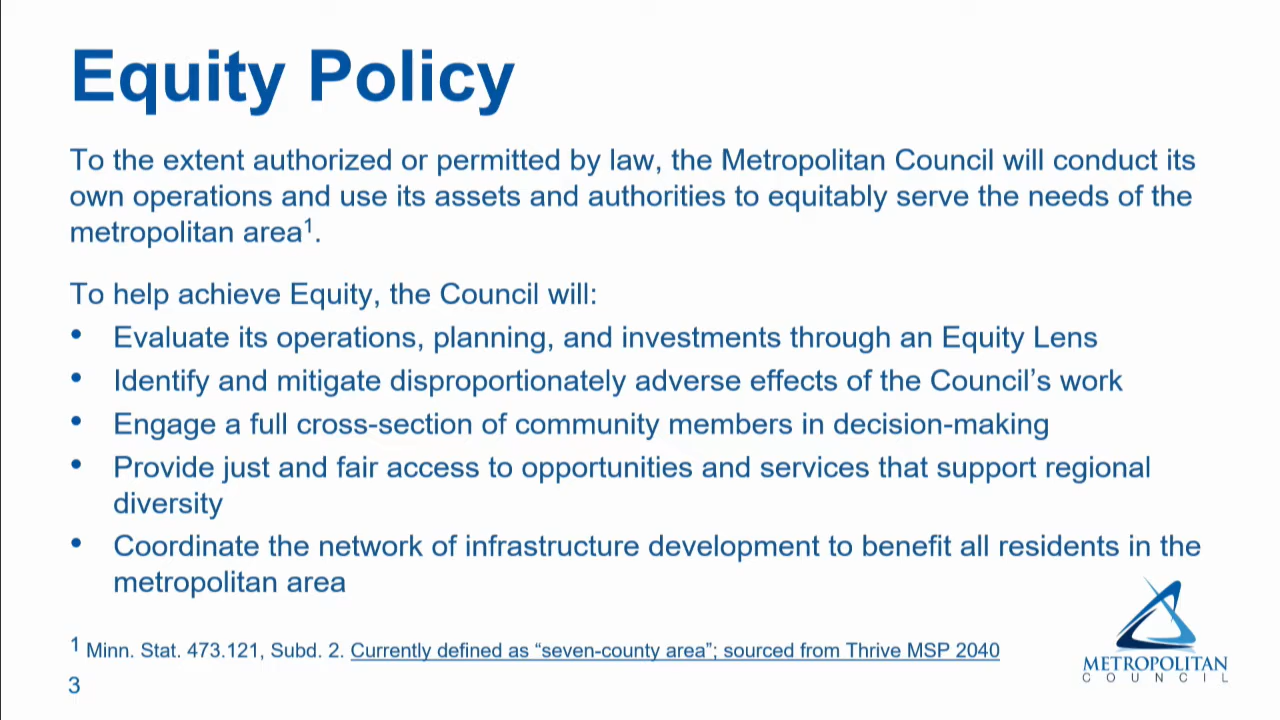 Equity Policy
To the extent authorized or permitted by law, the Metropolitan Council will conduct its
own operations and use its assets and authorities to equitably serve the needs of the
metropolitan area¹.
To help achieve Equity, the Council will:
• Evaluate its operations, planning, and investments through an Equity Lens
• Identify and mitigate disproportionately adverse effects of the Council’s work
• Engage a full cross-section of community members in decision-making
• Provide just and fair access to opportunities and services that support regional
diversity
• Coordinate the network of infrastructure development to benefit all residents in the
metropolitan area
¹ Minn. Stat. 473.121, Subd. 2. Currently defined as “seven-county area”; sourced from Thrive MSP 2040
3
METROPOLITAN
COUNCIL